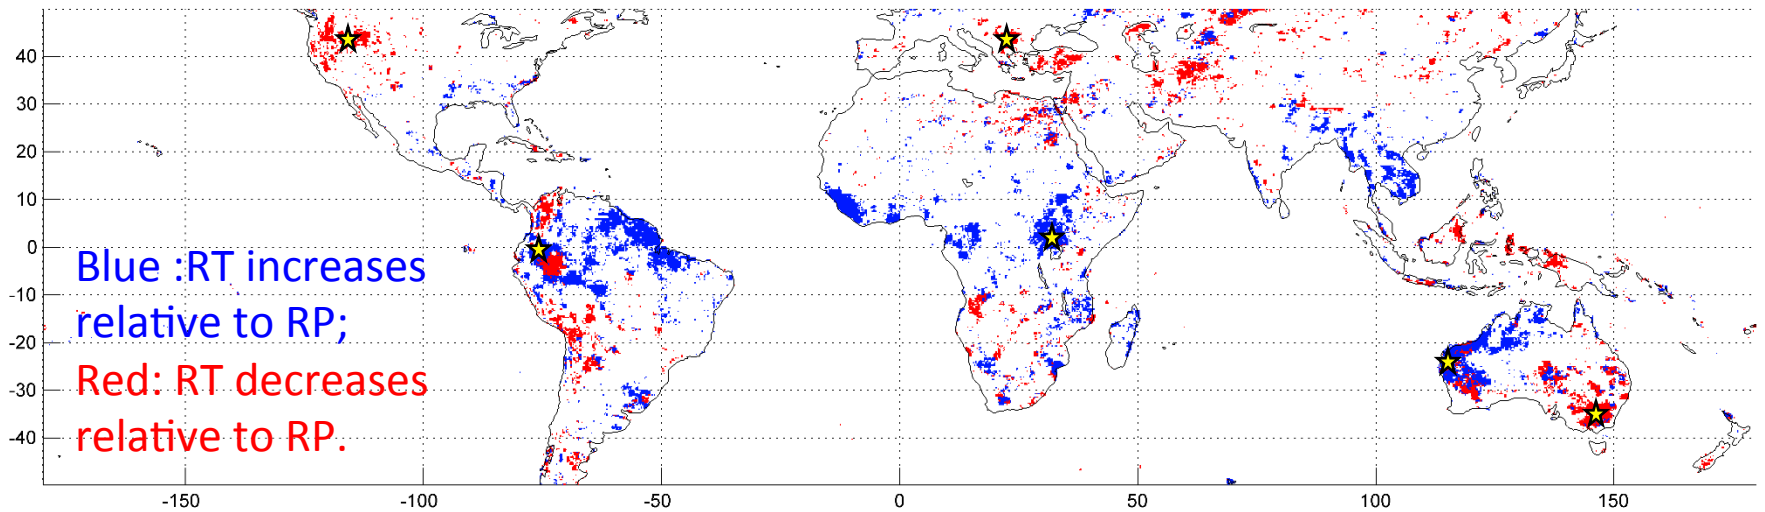 40
30
20
10
0
-10
-20
-30
-40
Blue :RT increases
relative to RP;
Red: RT decreases
relative to RP.
-150 -100 -50 0 50 100 150